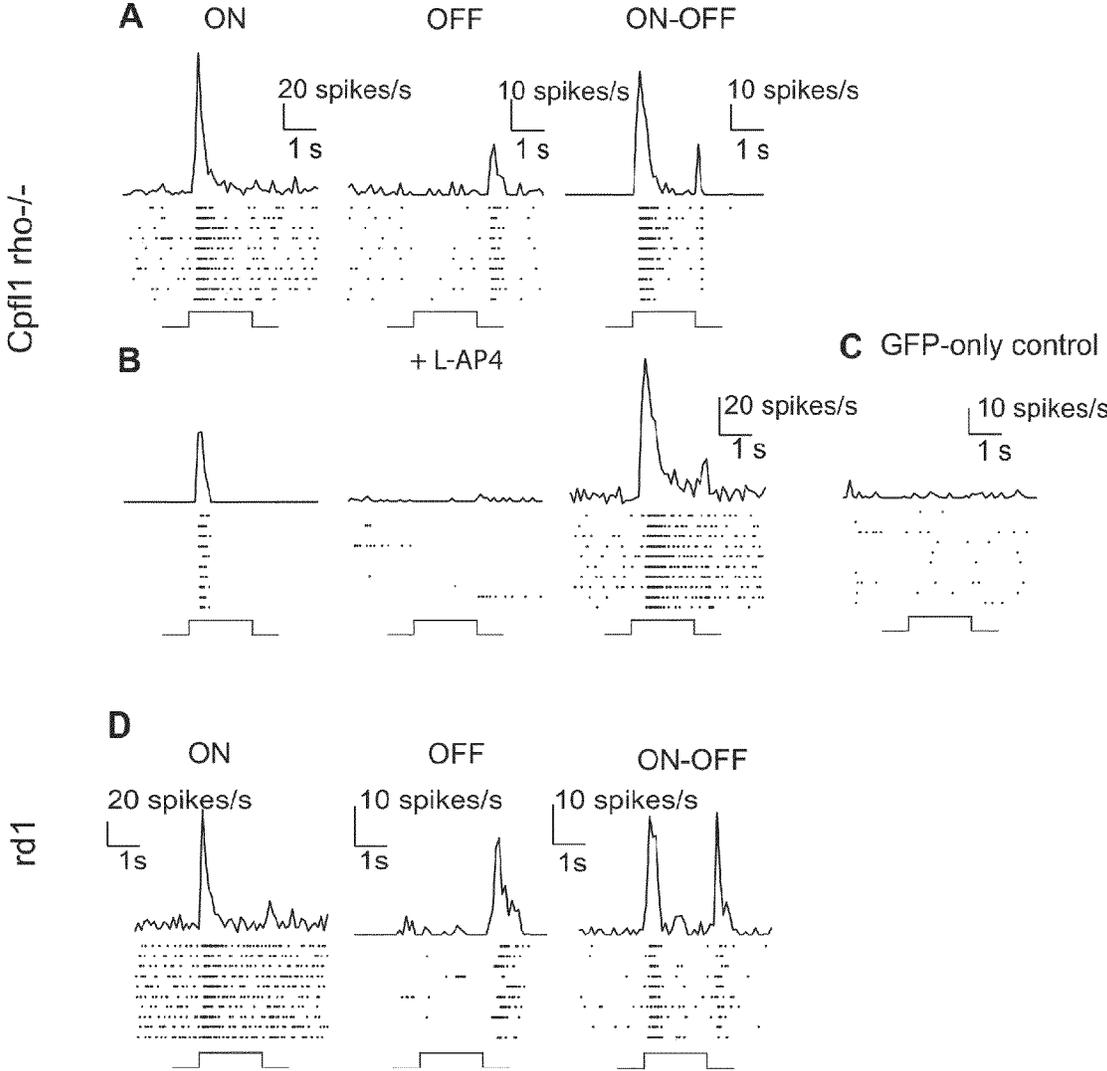 A ON OFF ON-OFF
20 spikes/s 10 spikes/s 10 spikes/s
1 s 1 s 1 s
Cpfl1 rho-/-
B + L-AP4 C GFP-only control
20 spikes/s 10 spikes/s
1 s 1 s
D
ON OFF ON-OFF
20 spikes/s 10 spikes/s 10 spikes/s
1s 1s 1s
rd1